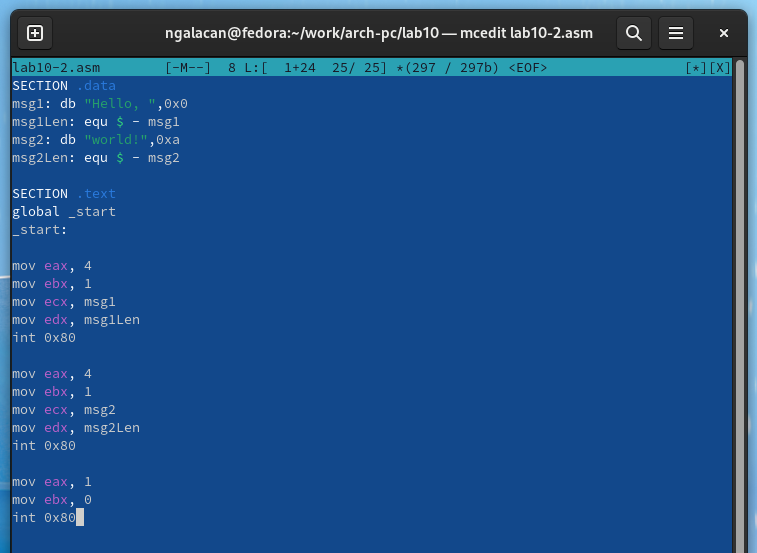 ngalacan@fedora:~/work/arch-pc/lab10 — mcedit lab10-2.asm
lab10-2.asm        [-M--]  8 L:[  1+24  25/ 25] *(297 / 297b) <EOF>                 [*][X]
SECTION .data
msg1: db "Hello, ",0x0
msg1Len: equ $ - msg1
msg2: db "world!",0xa
msg2Len: equ $ - msg2

SECTION .text
global _start
_start:

mov eax, 4
mov ebx, 1
mov ecx, msg1
mov edx, msg1Len
int 0x80

mov eax, 4
mov ebx, 1
mov ecx, msg2
mov edx, msg2Len
int 0x80

mov eax, 1
mov ebx, 0
int 0x80